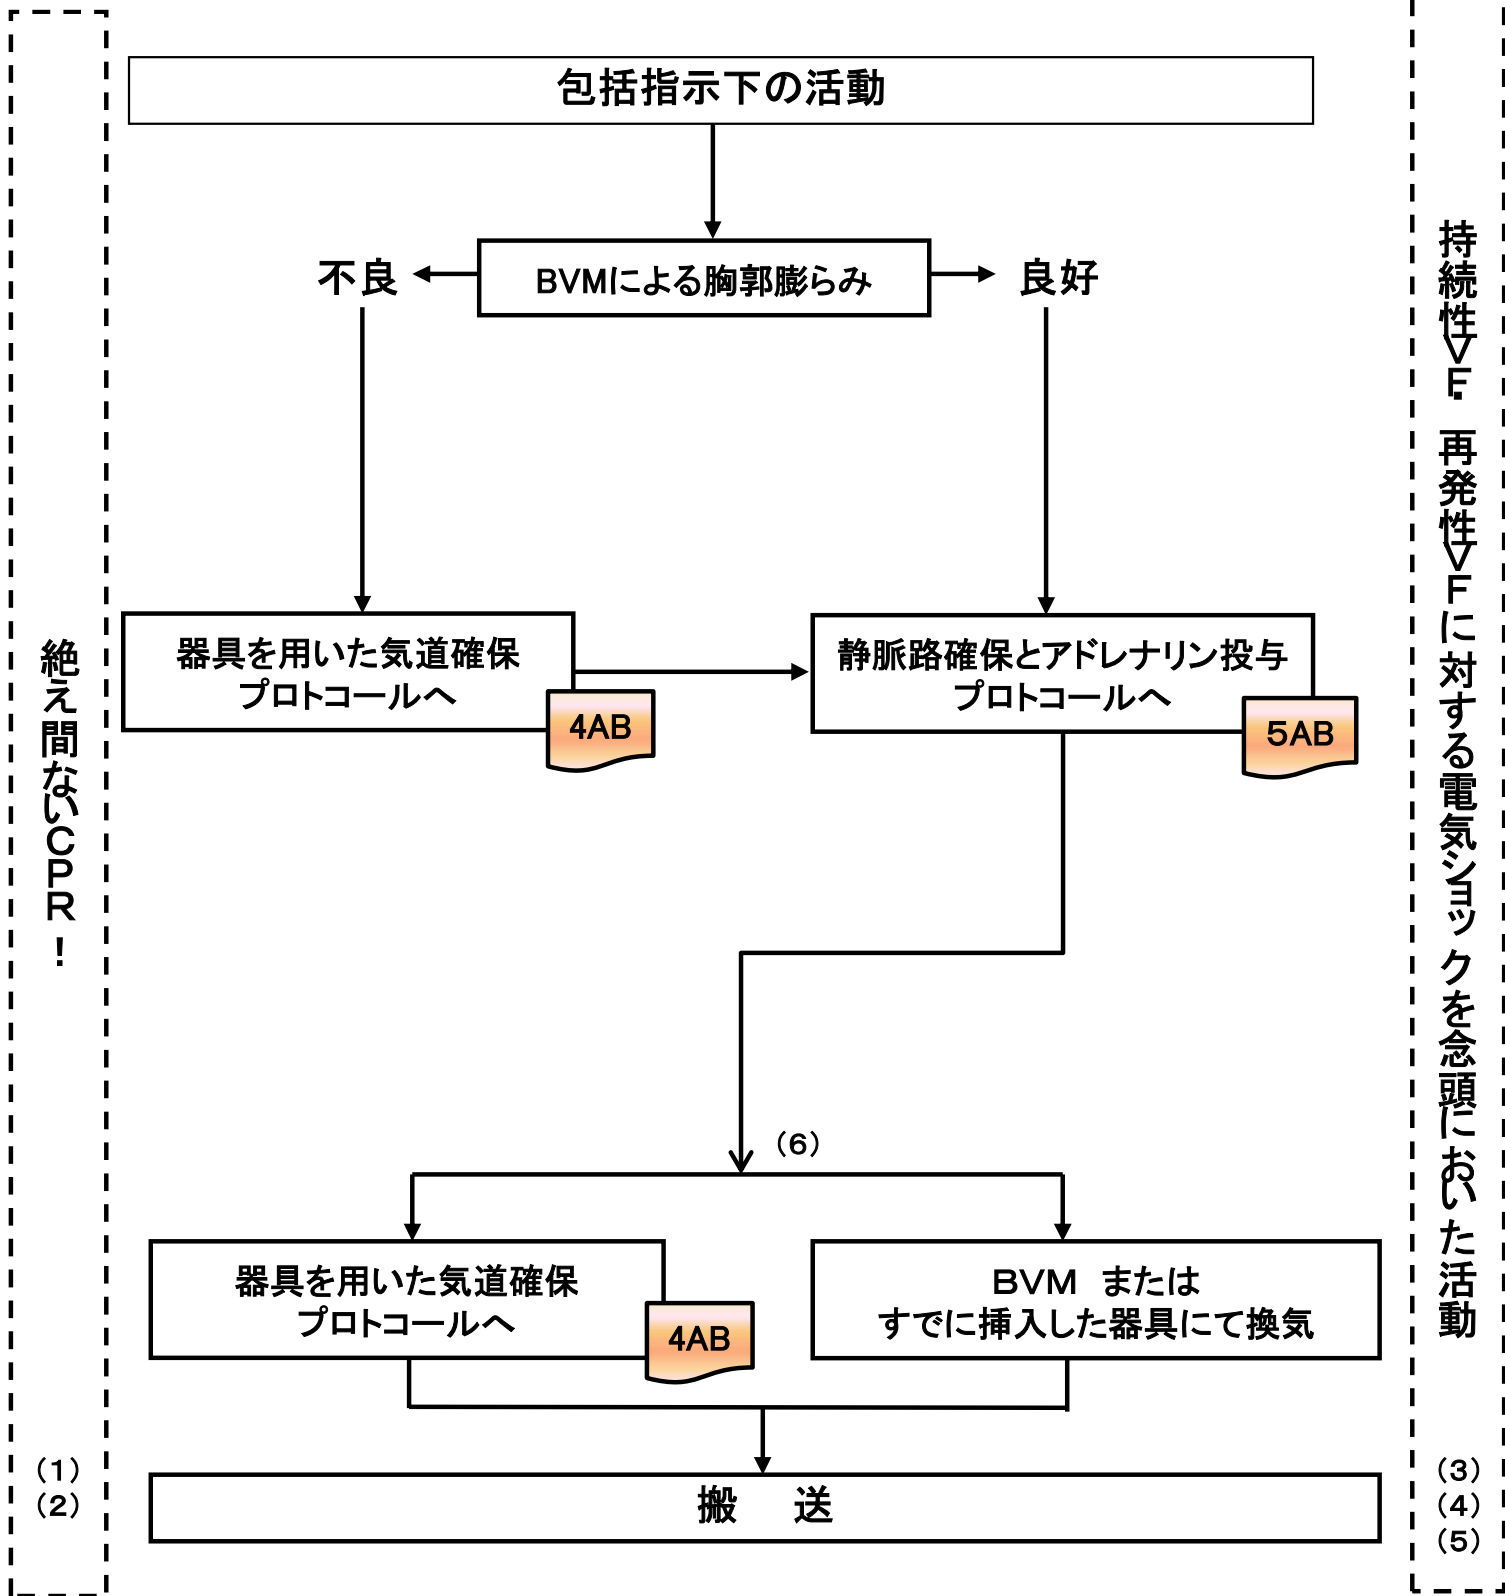 包括指示下の活動
不良
BVMによる胸郭膨らみ
良好
器具を用いた気道確保
プロトコールへ
4AB
静脈路確保とアドレナリン投与
プロトコールへ
5AB
(6)
器具を用いた気道確保
プロトコールへ
4AB
BVM または
すでに挿入した器具にて換気
搬 送
絶え間ないCPR!
(1)
(2)
持続性VF・再発性VFに対する電気ショックを念頭においた活動
(3)
(4)
(5)